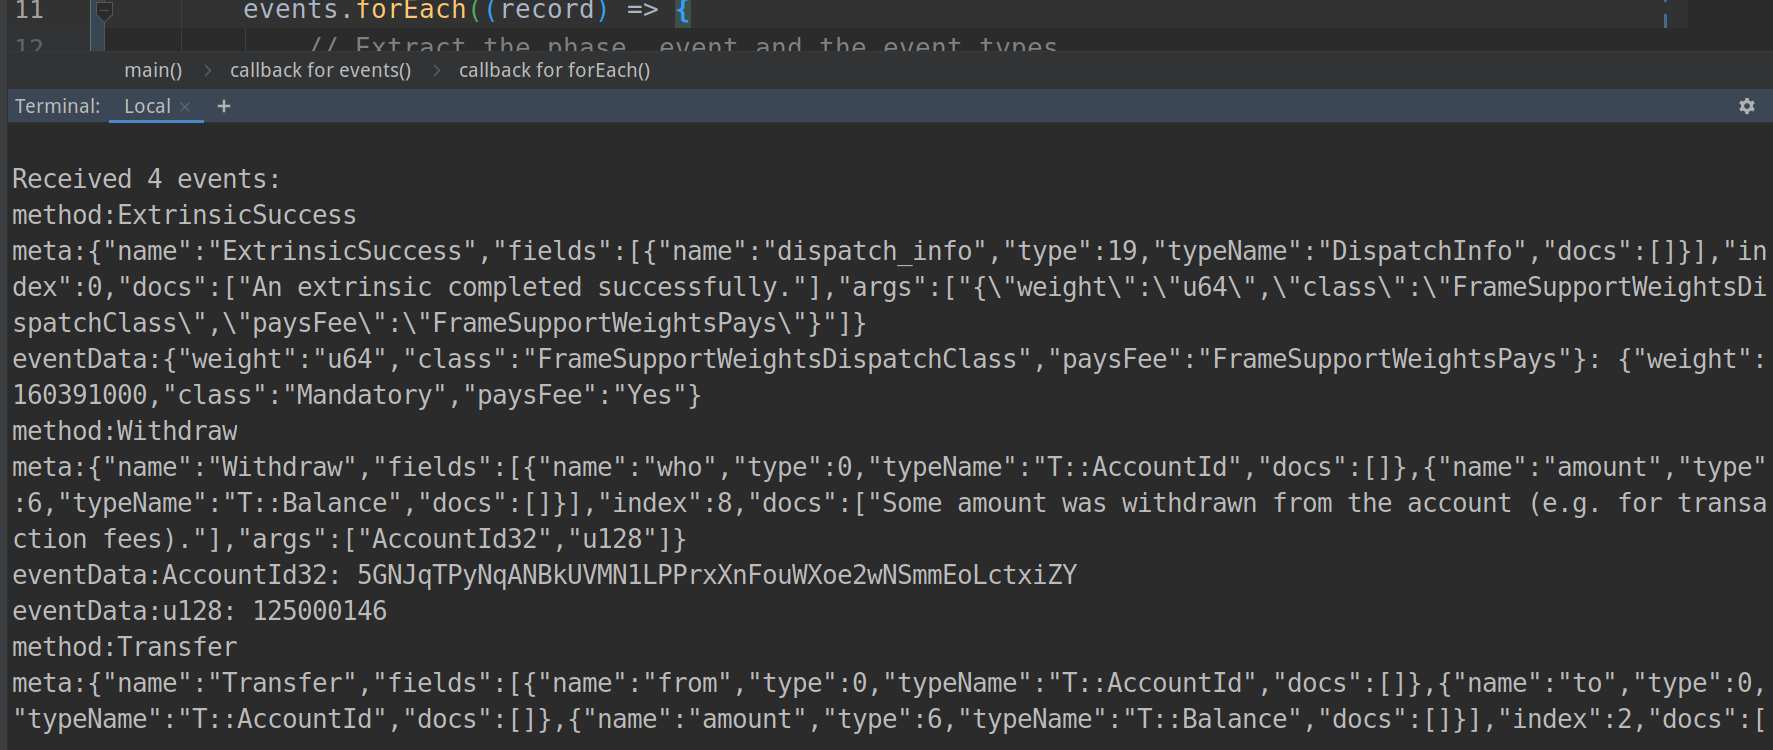 11 events.forEach((record) => {
12 // Extract the phase, event and the event types
main() > callback for events() > callback for forEach()
Terminal: Local × +
Received 4 events:
method:ExtrinsicSuccess
meta:{"name":"ExtrinsicSuccess","fields":[{"name":"dispatch_info","type":19,"typeName":"DispatchInfo","docs":[]}],"in
dex":0,"docs":["An extrinsic completed successfully."],"args":["{\"weight\":\"u64\",\"class\":\"FrameSupportWeightsDi
spatchClass\",\"paysFee\":\"FrameSupportWeightsPays\"}"]}
eventData:{"weight":"u64","class":"FrameSupportWeightsDispatchClass","paysFee":"FrameSupportWeightsPays"}: {"weight":
160391000,"class":"Mandatory","paysFee":"Yes"}
method:Withdraw
meta:{"name":"Withdraw","fields":[{"name":"who","type":0,"typeName":"T::AccountId","docs":[]},{"name":"amount","type"
:6,"typeName":"T::Balance","docs":[]}],"index":8,"docs":["Some amount was withdrawn from the account (e.g. for transa
ction fees)."],"args":["AccountId32","u128"]}
eventData:AccountId32: 5GNJqTPyNqANBkUVMN1LPPrxXnFouWXoe2wNSmmEoLctxiZY
eventData:u128: 125000146
method:Transfer
meta:{"name":"Transfer","fields":[{"name":"from","type":0,"typeName":"T::AccountId","docs":[]},{"name":"to","type":0,
"typeName":"T::AccountId","docs":[]},{"name":"amount","type":6,"typeName":"T::Balance","docs":[]}],"index":2,"docs":[